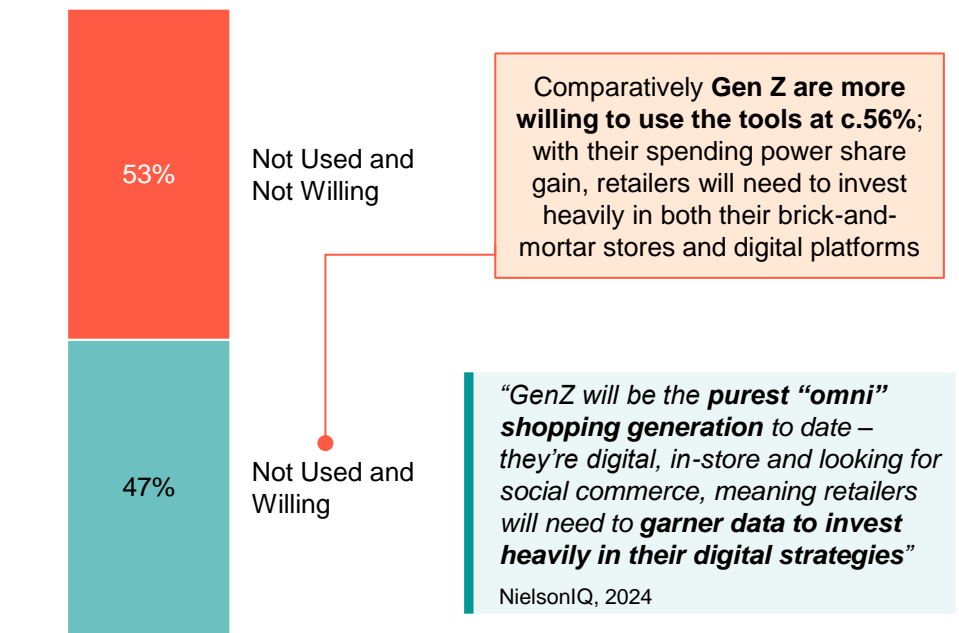 53%
Not Used and
Not Willing
Comparatively Gen Z are more
willing to use the tools at c.56%;
with their spending power share
gain, retailers will need to invest
heavily in both their brick-and-
mortar stores and digital platforms
47%
Not Used and
Willing
“GenZ will be the purest “omni”
shopping generation to date –
they’re digital, in-store and looking for
social commerce, meaning retailers
will need to garner data to invest
heavily in their digital strategies”
NielsonIQ, 2024